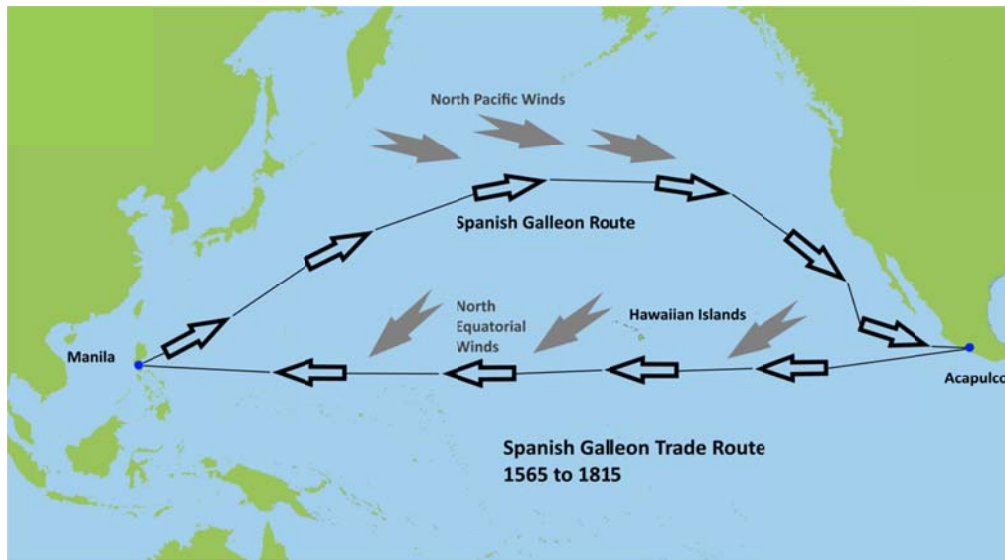 North Pacific Winds
Spanish Galleon Route
North
Equatorial
Winds
Hawaiian Islands
Manila
Acapulco
Spanish Galleon Trade Route
1565 to 1815